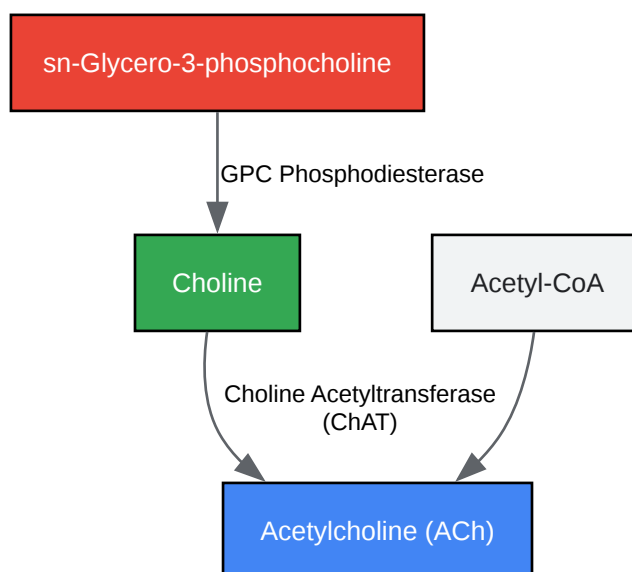 sn-Glycero-3-phosphocholine
GPC Phosphodiesterase
Choline
Acetyl-CoA
Choline Acetyltransferase
(ChAT)
Acetylcholine (ACh)